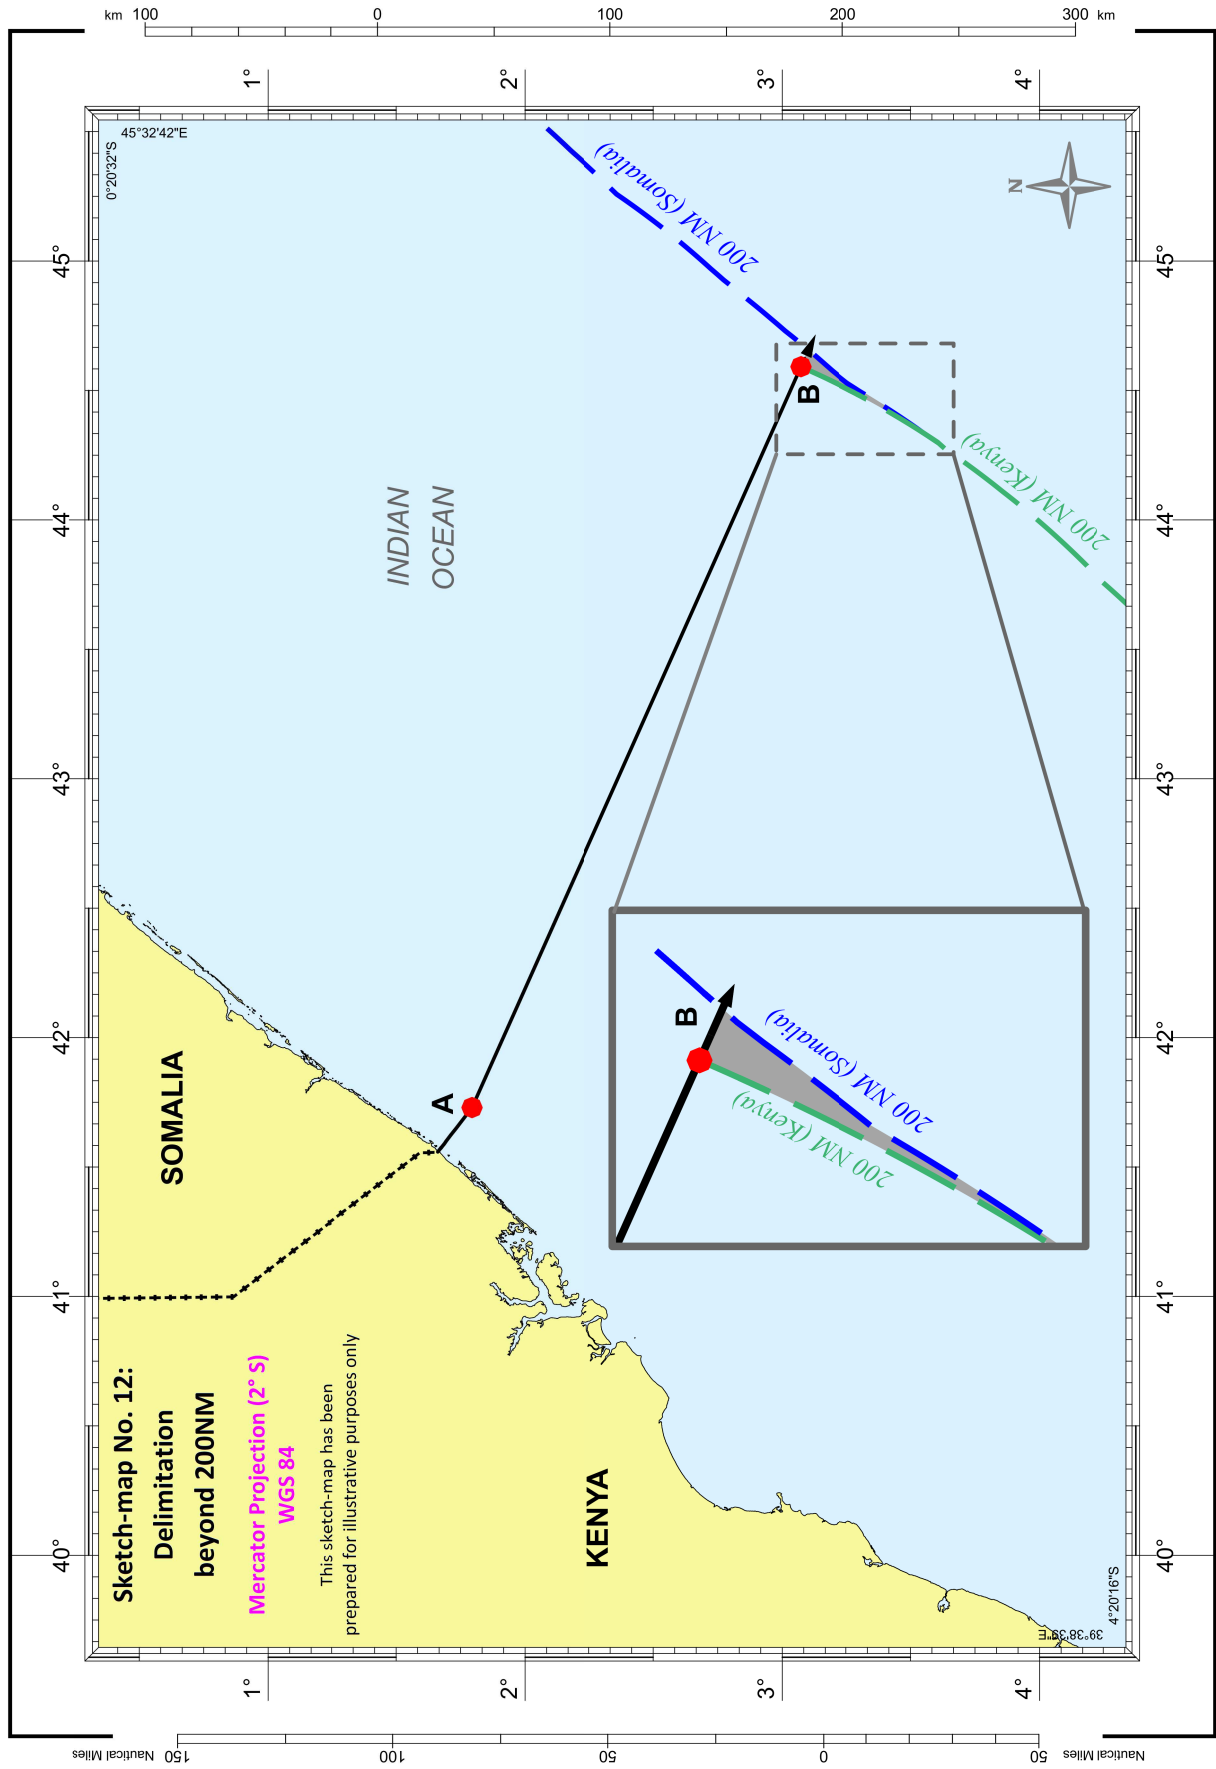 Sketch-map No. 12:
Delimitation
beyond 200NM
Mercator Projection (2° S)
WGS 84
This sketch-map has been
prepared for illustrative purposes only
40°
41°
42°
43°
44°
45°
0°20'32"S
45°32'42"E
1°
2°
3°
4°
1°
2°
3°
4°
SOMALIA
KENYA
INDIAN
OCEAN
A
B
200 NM (Somalia)
200 NM (Kenya)
B
200 NM (Somalia)
200 NM (Kenya)
N
39°38'39"E
4°20'16"S
40°
41°
42°
43°
44°
45°
Nautical Miles 150
100
50
0
50 Nautical Miles
km 100
0
100
200
300 km